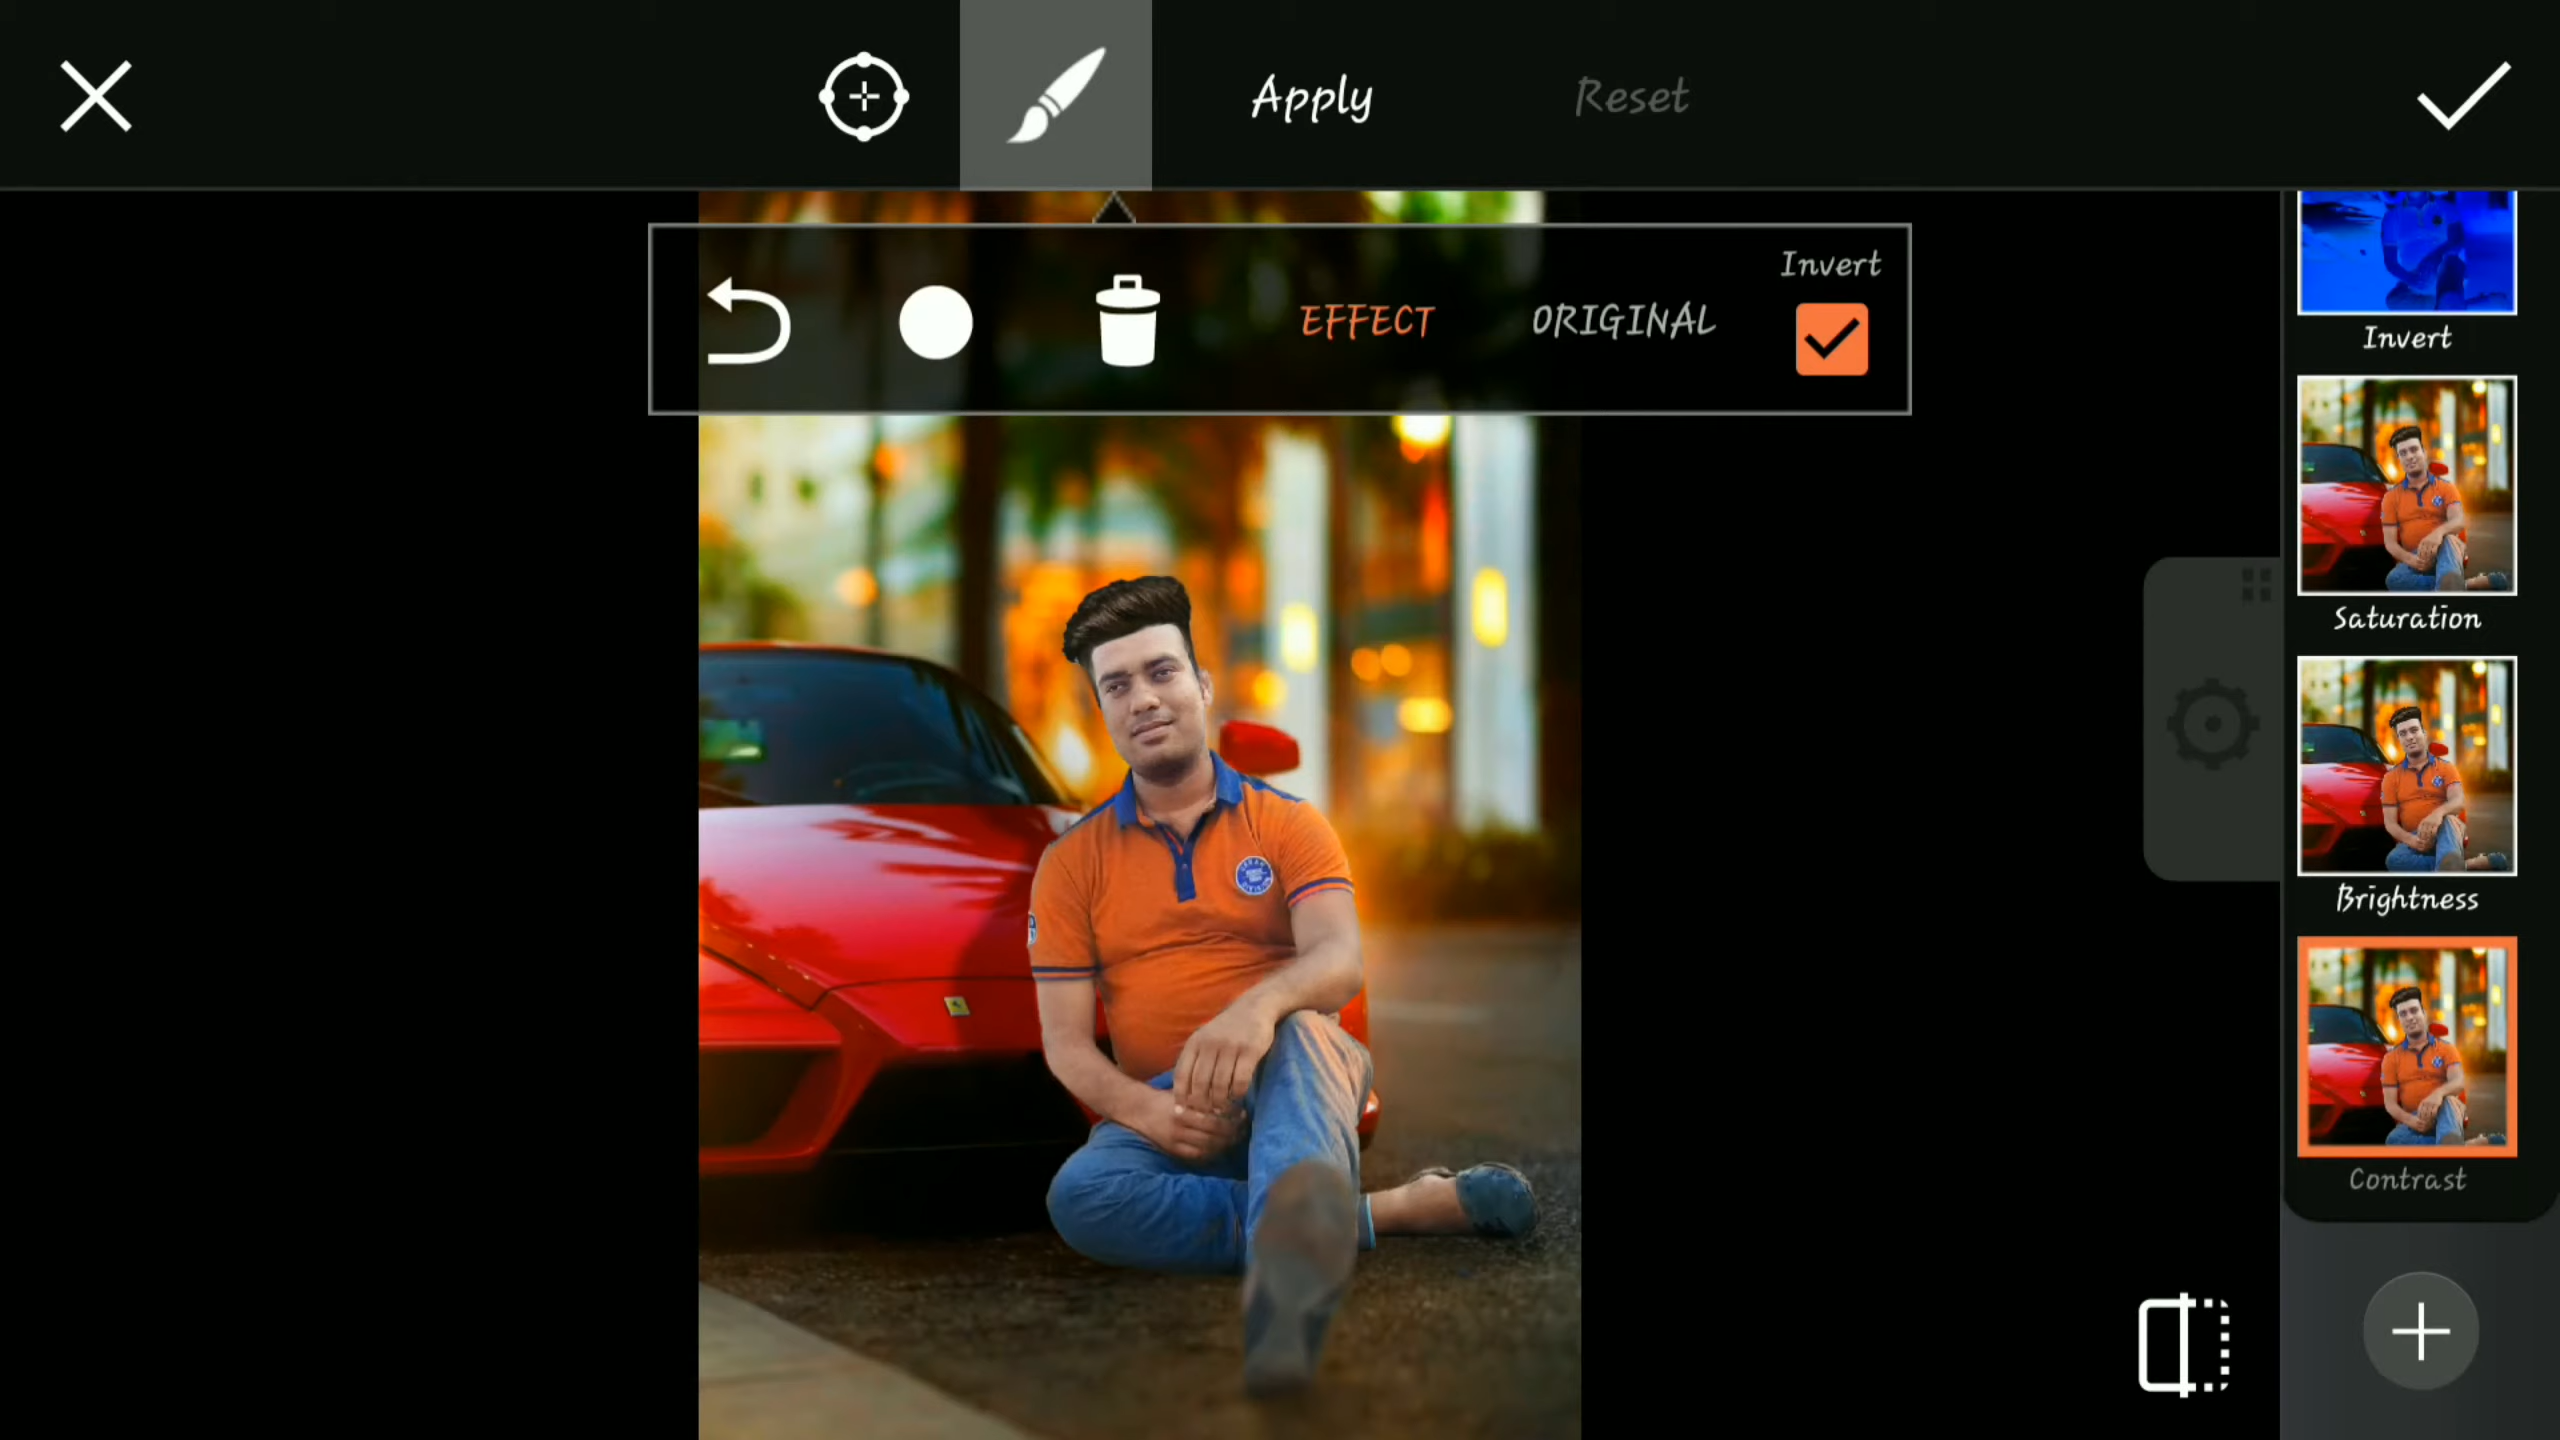 Apply
Reset
Invert
EFFECT
ORIGINAL
Invert
Saturation
Brightness
Contrast